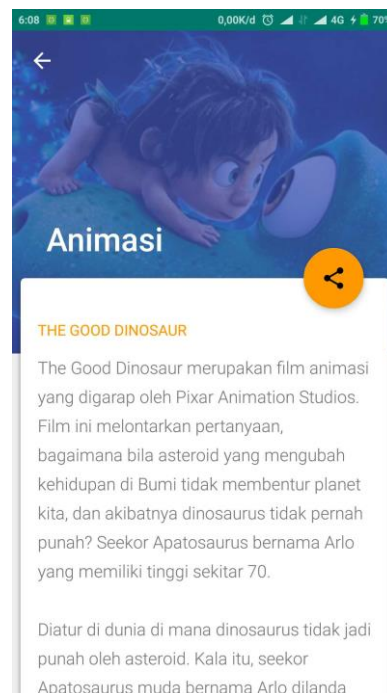 6:08 0,00K/d 4G 70%
Animasi
THE GOOD DINOSAUR
The Good Dinosaur merupakan film animasi
yang digarap oleh Pixar Animation Studios.
Film ini melontarkan pertanyaan,
bagaimana bila asteroid yang mengubah
kehidupan di Bumi tidak membentur planet
kita, dan akibatnya dinosaurus tidak pernah
punah? Seekor Apatosaurus bernama Arlo
yang memiliki tinggi sekitar 70.
Diatur di dunia di mana dinosaurus tidak jadi
punah oleh asteroid. Kala itu, seekor
Apatosaurus muda bernama Arlo dilanda